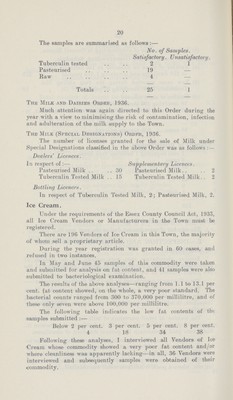 20
The samples are summarised as follows:—
No. of Samples.
Satisfactory. Unsatisfactory.
Tuberculin tested .. .. 2 1
Pasteurised .. .. 19 —
Raw .. .. .. 4 —
Totals .. .. 25 1
THE MILK AND DAIRIES ORDER, 1936.
Much attention was again directed to this Order during the
year with a view to minimising the risk of contamination, infection
and adulteration of the milk supply to the Town.
THE MILK (SPECIAL DESIGNATIONS) ORDER, 1936.
The number of licenses granted for the sale of Milk under
Special Designations classified in the above Order was as follows:—
Dealers' Licenses.
In respect of:— Supplementary Licenses.
Pasteurised Milk .. 50 Pasteurised Milk .. 2
Tuberculin Tested Milk .. 15 Tuberculin Tested Milk. 2
Bottling Licenses.
In respect of Tuberculin Tested Milk, 2; Pasteurised Milk, 2.
Ice Cream.
Under the requirements of the Essex County Council Act, 1933,
all Ice Cream Vendors or Manufacturers in the Town must be
registered.
There are 196 Vendors of Ice Cream in this Town, the majority
of whom sell a proprietary article.
During the year registration was granted in 60 cases, and
refused in two instances.
In May and June 65 samples of this commodity were taken
and submitted for analysis on fat content, and 41 samples were also
submitted to bacteriological examination.
The results of the above analyses—ranging from 1.1 to 13.1 per
cent. fat content showed, on the whole, a very poor standard. The
bacterial counts ranged from 300 to 570,000 per millilitre, and of
these only seven were above 100,000 per millilitre.
The following table indicates the low fat contents of the
samples submitted:—
Below 2 per cent. 3 per cent. 5 per cent. 8 per cent.
4 18 34 38
Following these analyses, I interviewed all Vendors of Ice
Cream whose commodity showed a very poor fat content and/or
where cleanliness was apparently lacking—in all, 36 Vendors were
interviewed and subsequently samples were obtained of their
commodity.